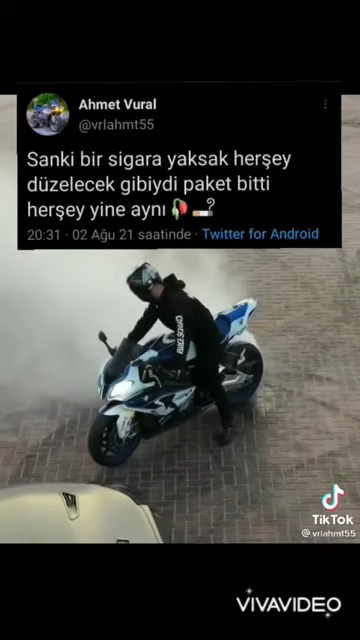 Ahmet Vural
@vrlahmt55
Sanki bir sigara yaksak herşey
düzelecek gibiydi paket bitti
herşey yine aynı🥀🚬?
20:31 · 02 Ağu 21 saatinde · Twitter for Android
TikTok
@vrlahmt55
VIVAVIDEO